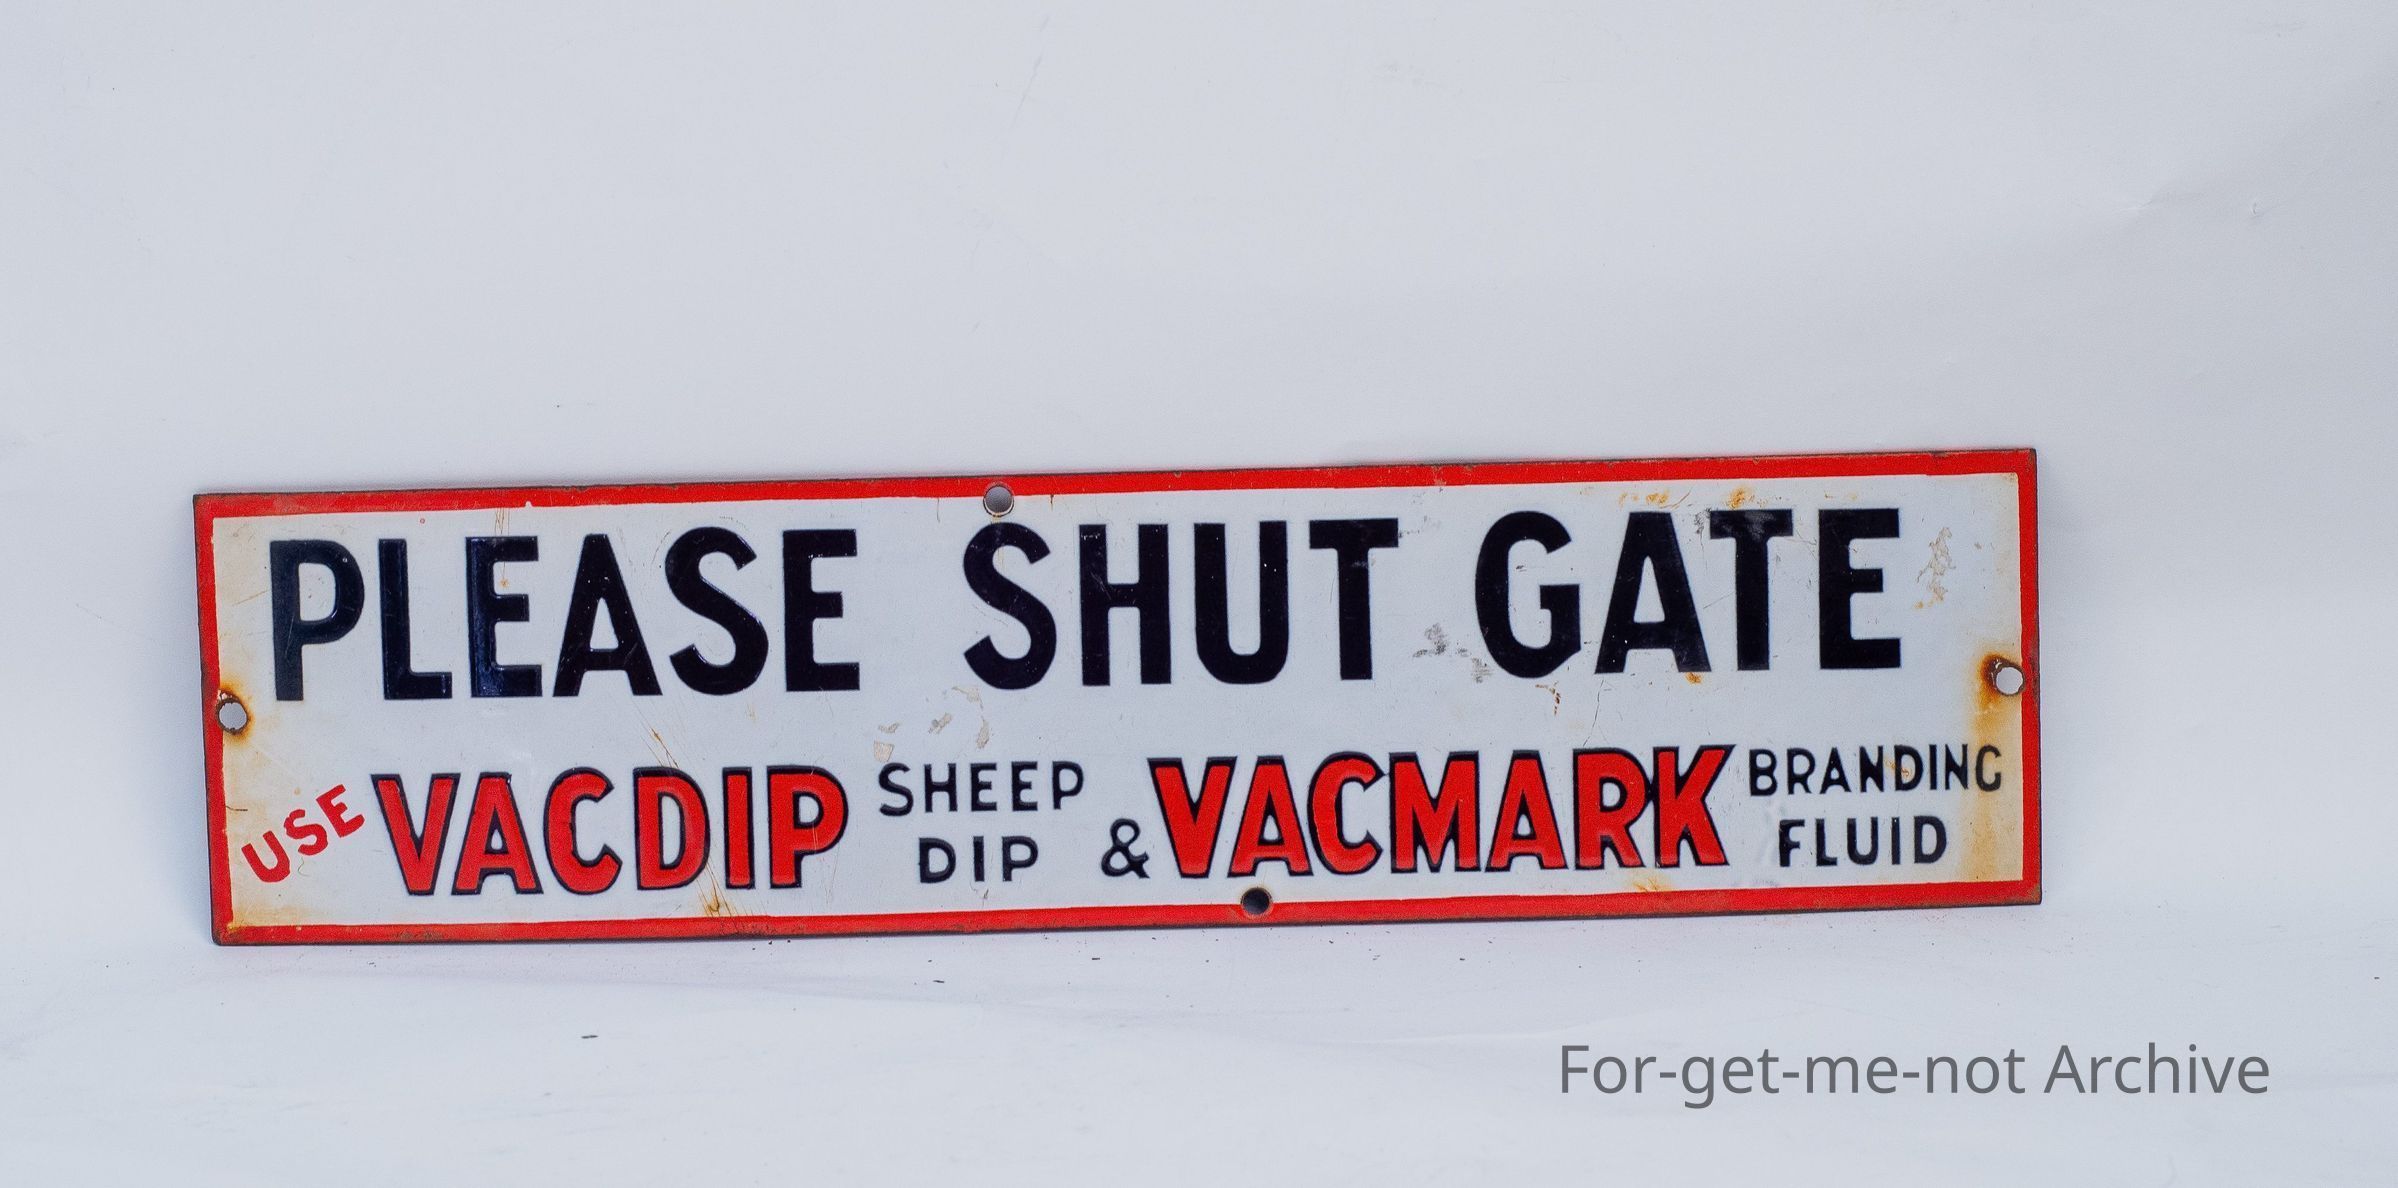 PLEASE SHUT GATE
USE VACDIP SHEEP DIP & VACMARK BRANDING FLUID
For-get-me-not Archive